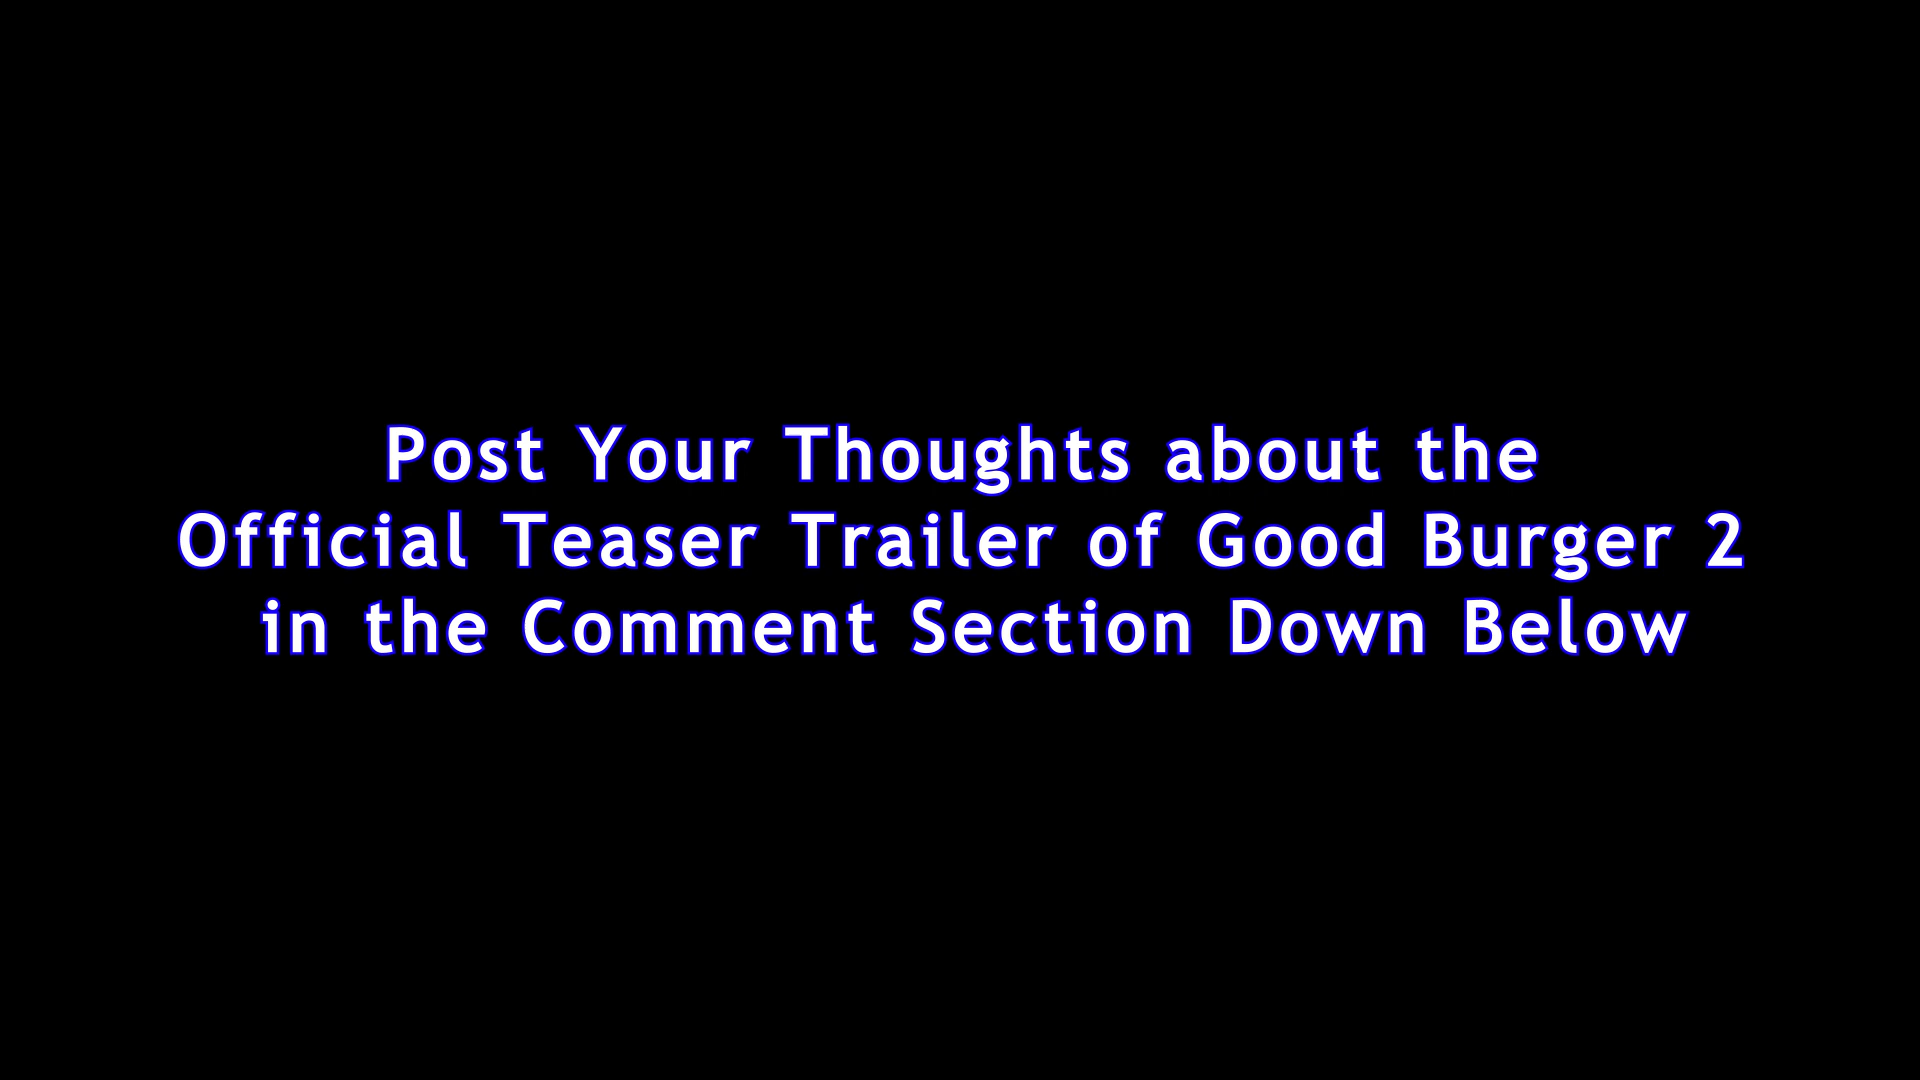 Post Your Thoughts about the
Official Teaser Trailer of Good Burger 2
in the Comment Section Down Below